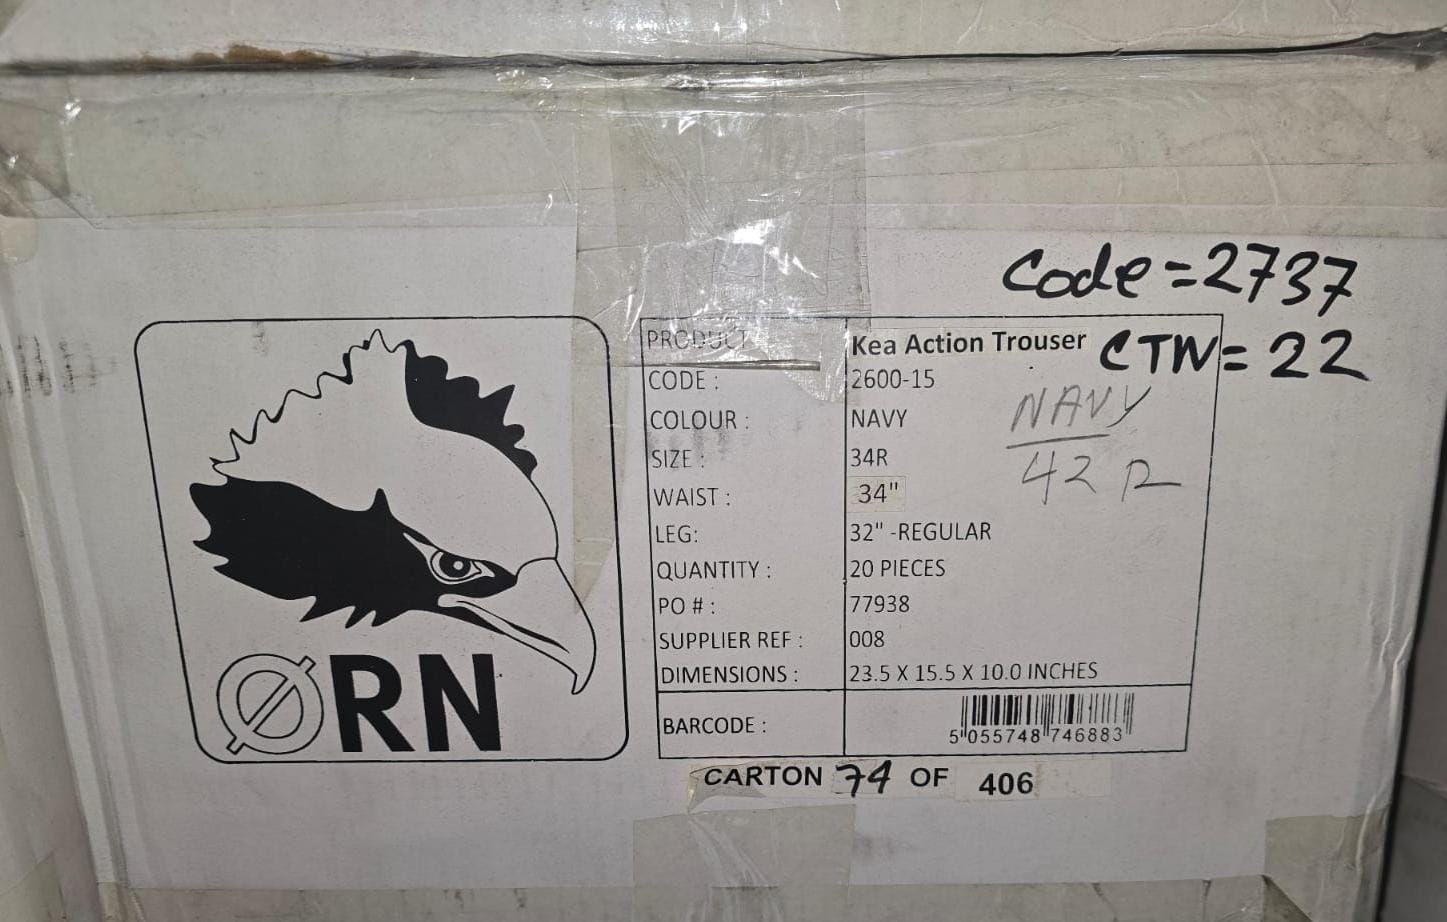 Code = 2737
CTN = 22
PRODUCT Kea Action Trouser
CODE : 2600-15
COLOUR : NAVY
SIZE : 34R
WAIST : 34"
LEG: 32" -REGULAR
QUANTITY : 20 PIECES
PO # : 77938
SUPPLIER REF : 008
DIMENSIONS : 23.5 X 15.5 X 10.0 INCHES
BARCODE : 5 055748 746883
NAVY
42 R
ØRN
CARTON 74 OF 406